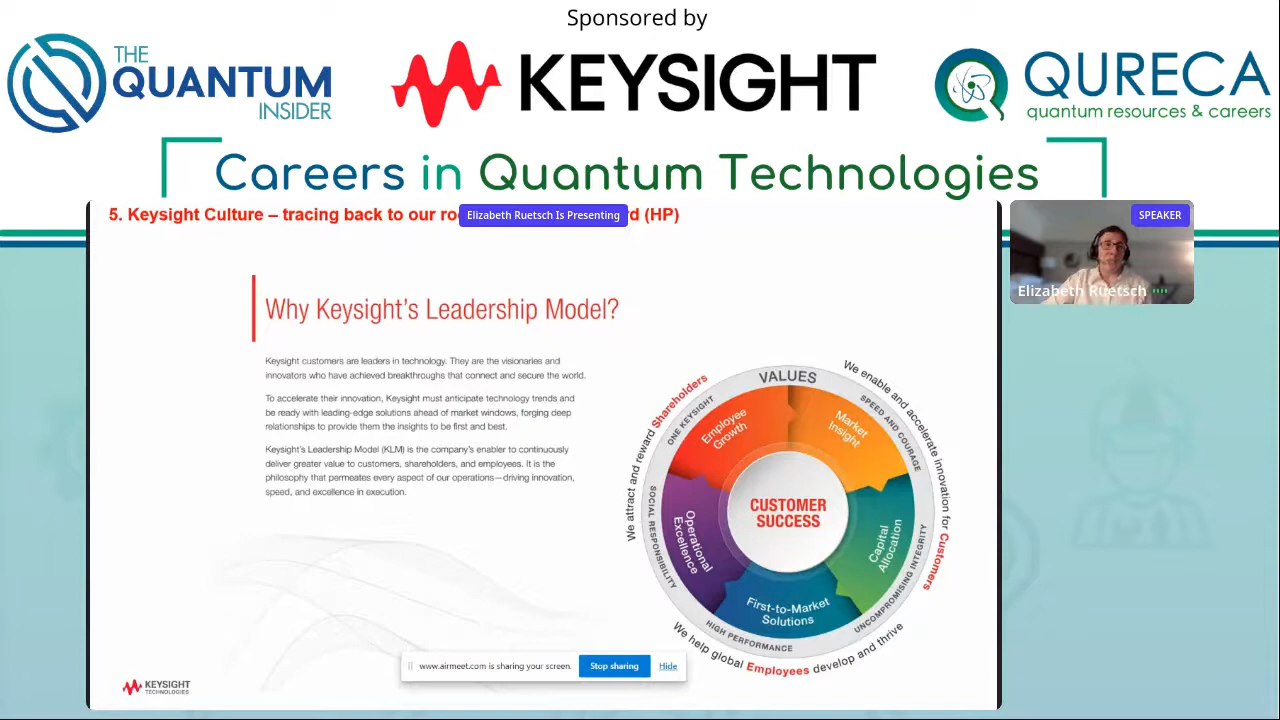 Sponsored by
THE
QUANTUM
INSIDER
KEYSIGHT
QURECA
quantum resources & careers
Careers in Quantum Technologies
5. Keysight Culture – tracing back to our
Elizabeth Ruetsch Is Presenting
(HP)
SPEAKER
Elizabeth Ruetsch
Why Keysight's Leadership Model?
Keysight customers are leaders in technology. They are the visionaries and
innovators who have achieved breakthroughs that connect and secure the world.
To accelerate their innovation, Keysight must anticipate technology trends and
be ready with leading-edge solutions ahead of market windows, forging deep
relationships to provide them the insights to be first and best.
Keysight's Leadership Model (KLM) is the company's enabler to continuously
deliver greater value to customers, shareholders, and employees. It is the
philosophy that permeates every aspect of our operations—driving innovation,
speed, and excellence in execution.
VALUES
We attract and reward Shareholders
We enable and accelerate innovation for Customers
We help global Employees develop and thrive
ONE KEYSIGHT
SPEED AND COURAGE
UNCOMPROMISING INTEGRITY
HIGH PERFORMANCE
SOCIAL RESPONSIBILITY
Employee
Growth
Market
Insight
Capital
Allocation
First-to-Market
Solutions
Operational
Excellence
CUSTOMER
SUCCESS
www.airmeet.com is sharing your screen.
Stop sharing
Hide
KEYSIGHT
TECHNOLOGIES